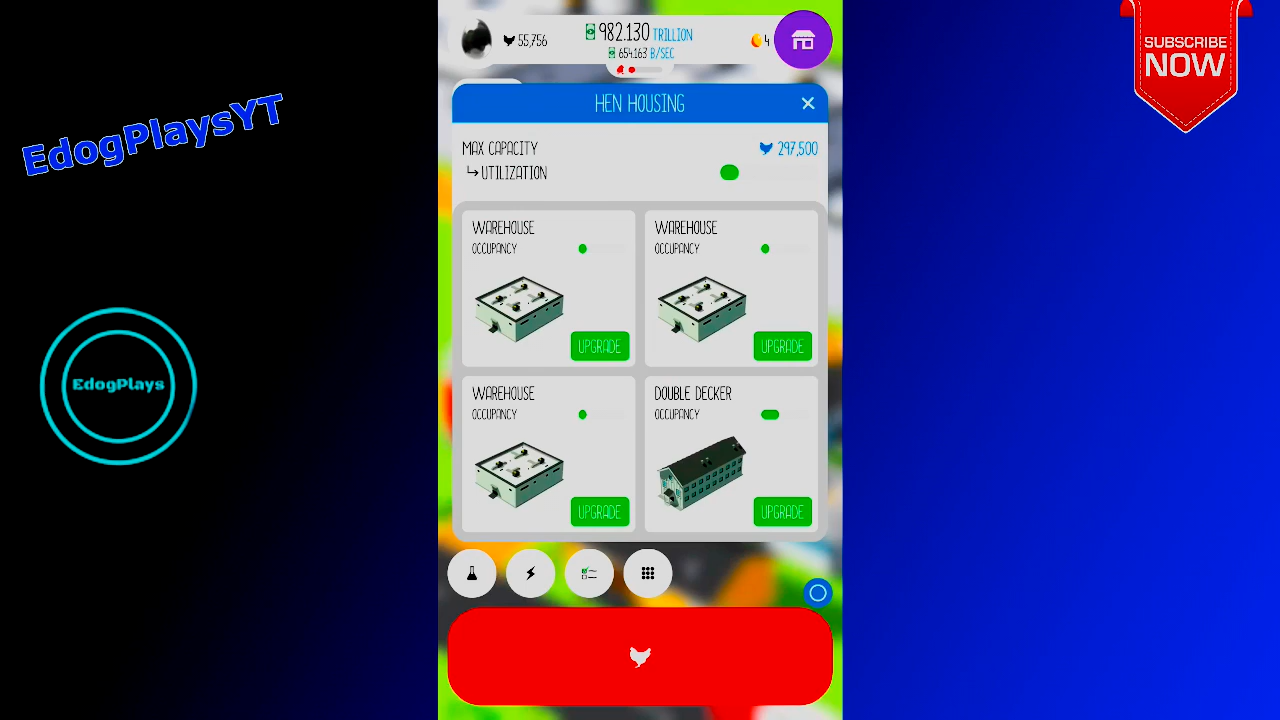 EdogPlaysYT
EdogPlays
55,756
982.130 TRILLION
654.163 B/SEC
4
SUBSCRIBE
NOW
HEN HOUSING
MAX CAPACITY
297,500
UTILIZATION
WAREHOUSE
OCCUPANCY
UPGRADE
WAREHOUSE
OCCUPANCY
UPGRADE
WAREHOUSE
OCCUPANCY
UPGRADE
DOUBLE DECKER
OCCUPANCY
UPGRADE